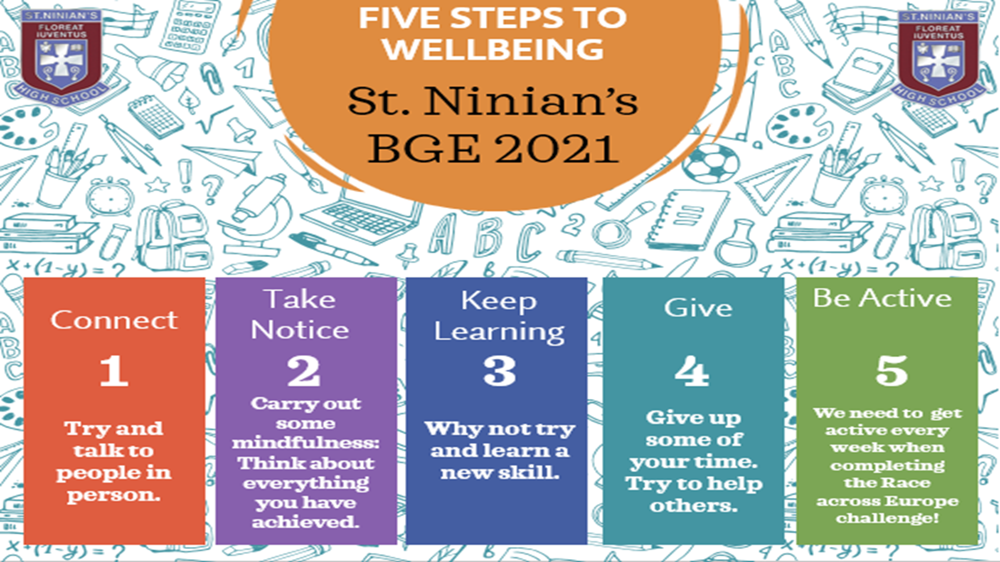 ST.NINIAN'S
FLOREAT
IUVENTUS
HIGH SCHOOL
FIVE STEPS TO
WELLBEING
St. Ninian’s
BGE 2021
ST.NINIAN'S
FLOREAT
IUVENTUS
HIGH SCHOOL
A B C 2
x+(1-y)=?
x+(1-y)=?
Connect
1
Try and
talk to
people in
person.
Take
Notice
2
Carry out
some
mindfulness:
Think about
everything
you have
achieved.
Keep
Learning
3
Why not try
and learn a
new skill.
Give
4
Give up
some of
your time.
Try to help
others.
Be Active
5
We need to get
active every
week when
completing
the Race
across Europe
challenge!
x+(1-y)=?
x+(1-y)=?